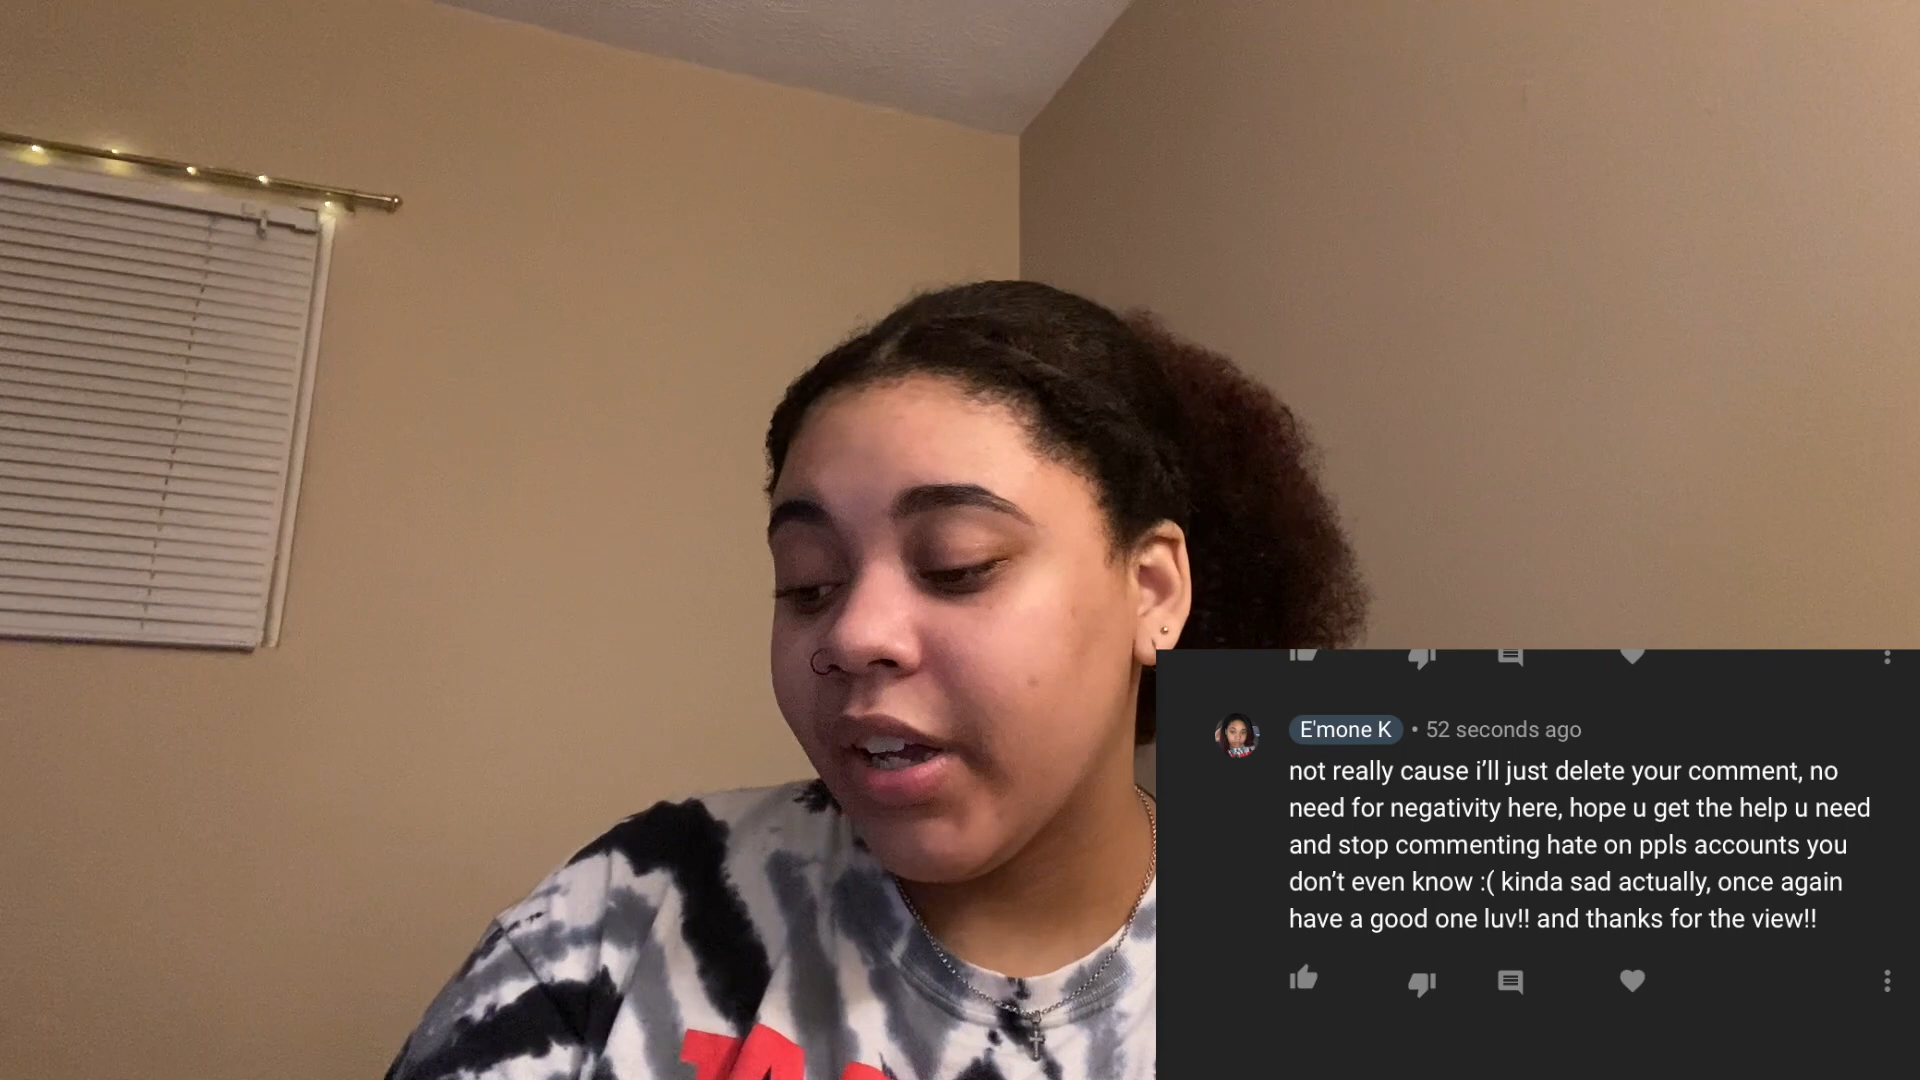 E'mone K • 52 seconds ago
not really cause i’ll just delete your comment, no
need for negativity here, hope u get the help u need
and stop commenting hate on ppls accounts you
don’t even know :( kinda sad actually, once again
have a good one luv!! and thanks for the view!!